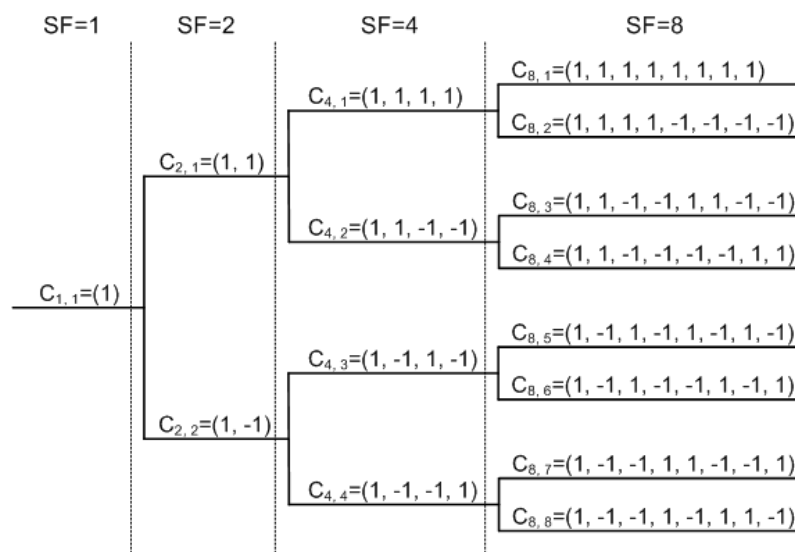 SF=1 SF=2 SF=4 SF=8
C8, 1=(1, 1, 1, 1, 1, 1, 1, 1)
C4, 1=(1, 1, 1, 1)
C8, 2=(1, 1, 1, 1, -1, -1, -1, -1)
C2, 1=(1, 1)
C8, 3=(1, 1, -1, -1, 1, 1, -1, -1)
C4, 2=(1, 1, -1, -1)
C8, 4=(1, 1, -1, -1, -1, -1, 1, 1)
C1, 1=(1)
C8, 5=(1, -1, 1, -1, 1, -1, 1, -1)
C4, 3=(1, -1, 1, -1)
C8, 6=(1, -1, 1, -1, -1, 1, -1, 1)
C2, 2=(1, -1)
C8, 7=(1, -1, -1, 1, 1, -1, -1, 1)
C4, 4=(1, -1, -1, 1)
C8, 8=(1, -1, -1, 1, -1, 1, 1, -1)